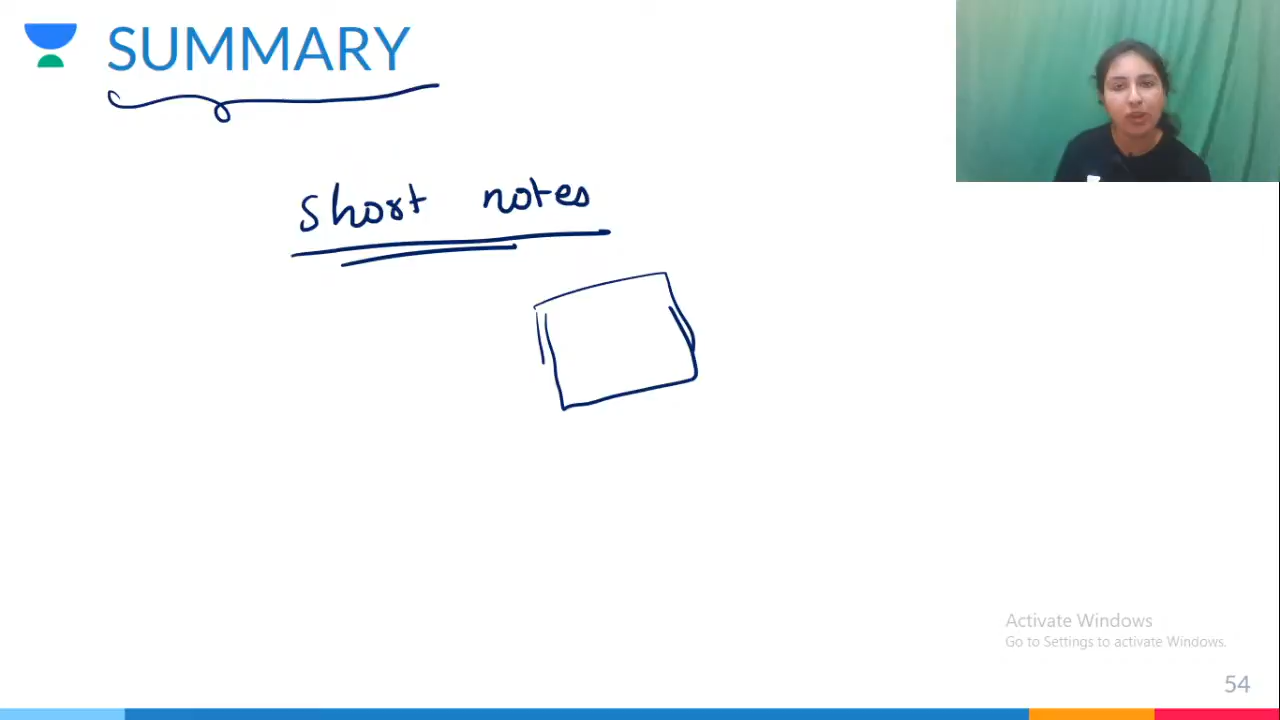 SUMMARY
short notes
Activate Windows
Go to Settings to activate Windows.
54